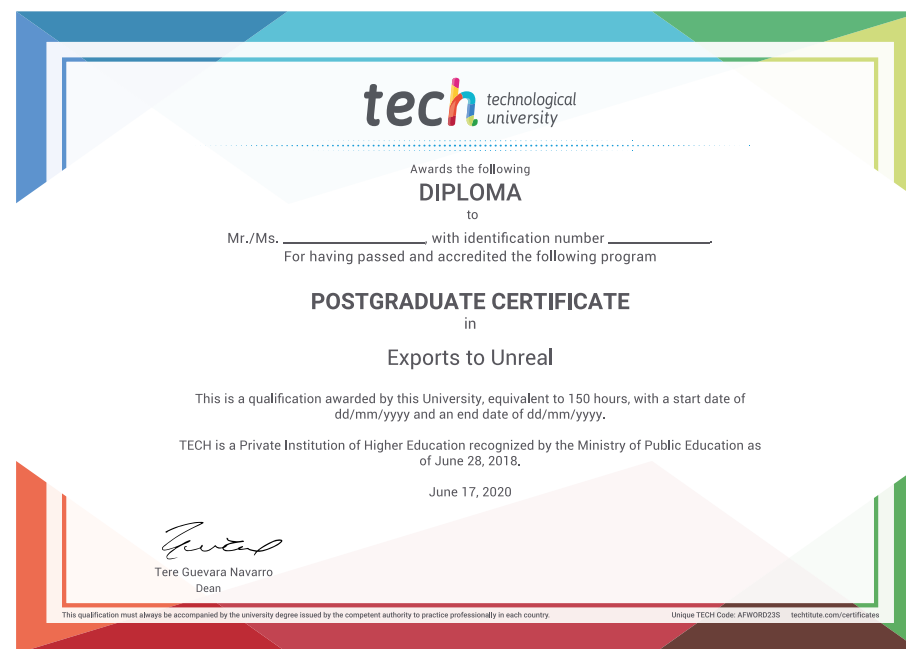 tech technological
university
Awards the following
DIPLOMA
to
Mr./Ms. ____________, with identification number ____________.
For having passed and accredited the following program
POSTGRADUATE CERTIFICATE
in
Exports to Unreal
This is a qualification awarded by this University, equivalent to 150 hours, with a start date of
dd/mm/yyyy and an end date of dd/mm/yyyy.
TECH is a Private Institution of Higher Education recognized by the Ministry of Public Education as
of June 28, 2018.
June 17, 2020
Tere Guevara Navarro
Dean
This qualification must always be accompanied by the university degree issued by the competent authority to practice professionally in each country. Unique TECH Code: AFWORD23S techtitute.com/certificates